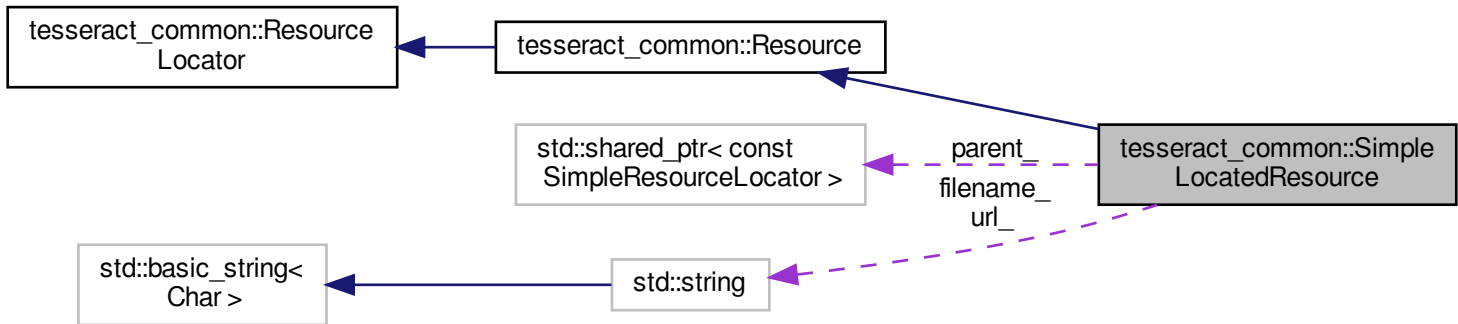 tesseract_common::Resource
Locator
tesseract_common::Resource
std::shared_ptr< const
SimpleResourceLocator >
parent_
tesseract_common::Simple
LocatedResource
filename_
url_
std::basic_string<
Char >
std::string